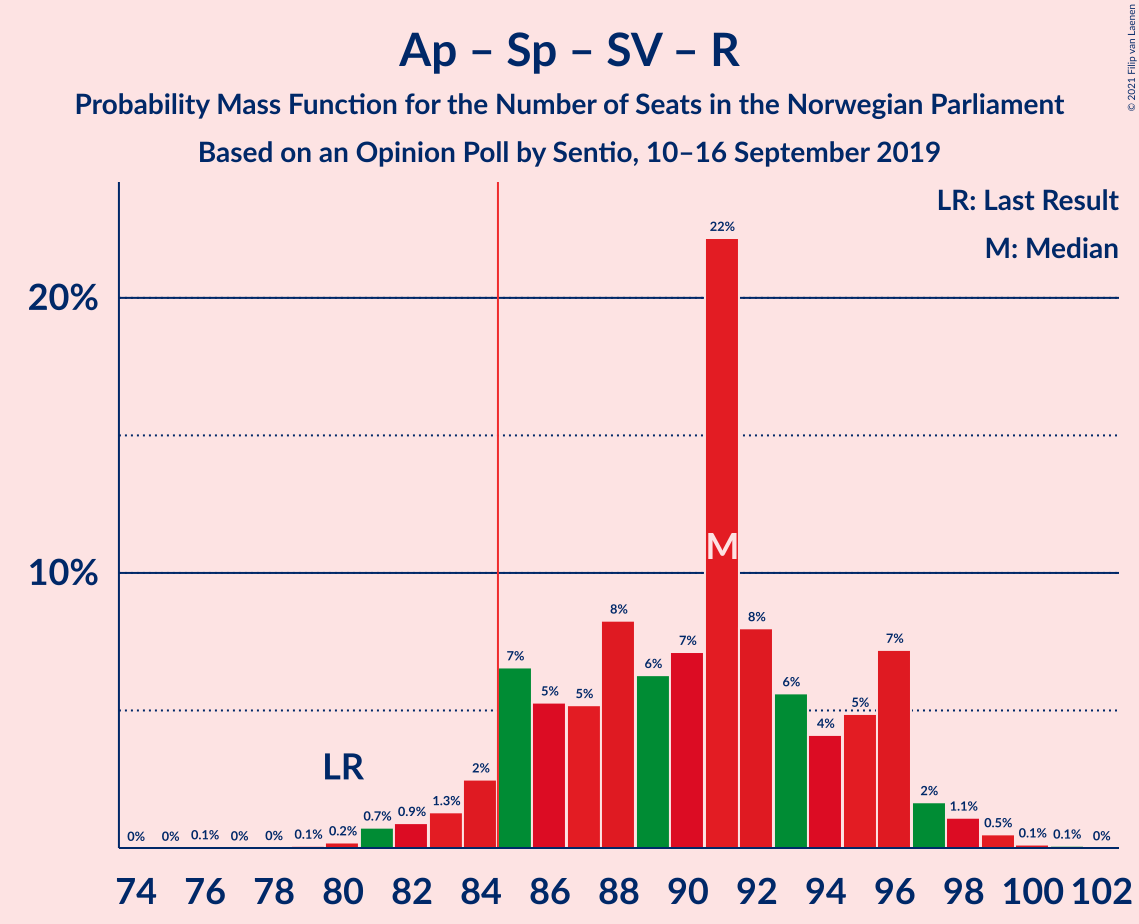 Ap – Sp – SV – R
Probability Mass Function for the Number of Seats in the Norwegian Parliament
Based on an Opinion Poll by Sentio, 10–16 September 2019
© 2021 Filip van Laenen
LR: Last Result
M: Median
20%
10%
LR
M
0% 0% 0.1% 0% 0% 0.1% 0.2% 0.7% 0.9% 1.3% 2% 7% 5% 5% 8% 6% 7% 22% 8% 6% 4% 5% 7% 2% 1.1% 0.5% 0.1% 0.1% 0%
74 76 78 80 82 84 86 88 90 92 94 96 98 100 102